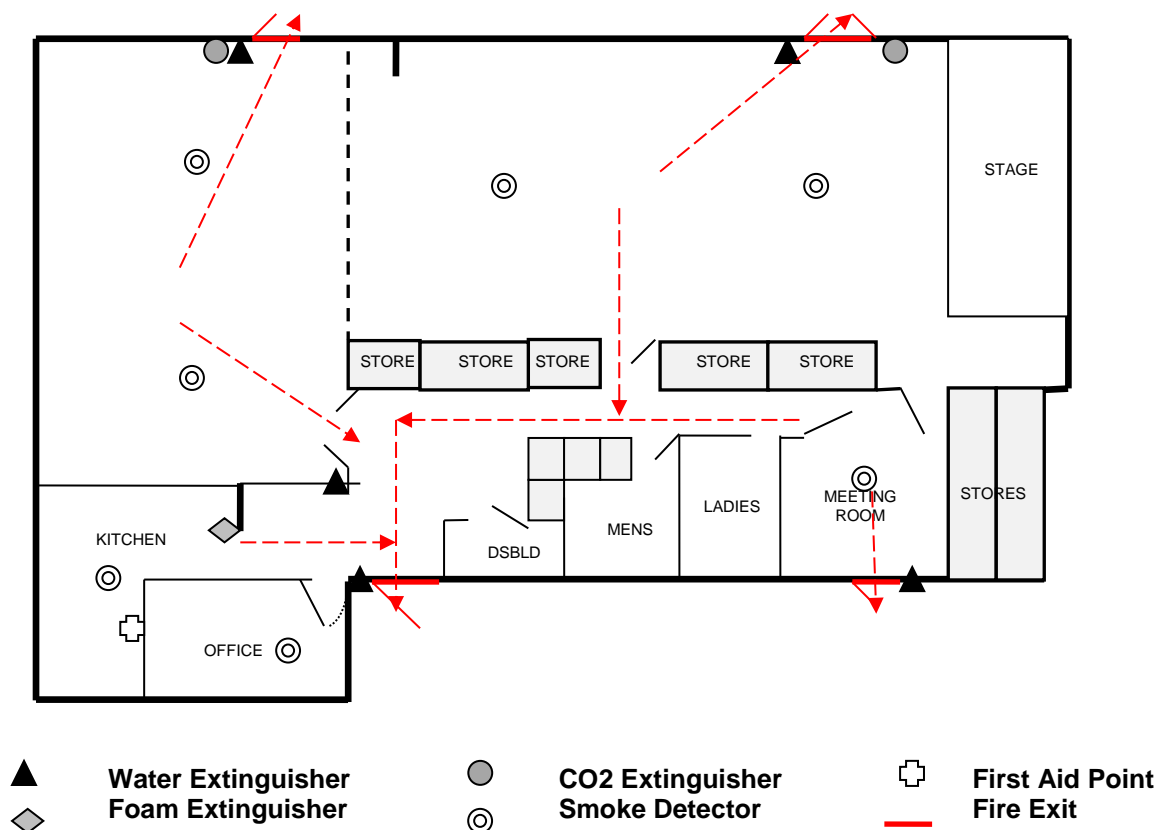 STAGE
STORE
STORE
STORE
STORE
STORE
KITCHEN
DSBLD
MENS
LADIES
MEETING
ROOM
STORES
OFFICE
Water Extinguisher
Foam Extinguisher
CO2 Extinguisher
Smoke Detector
First Aid Point
Fire Exit